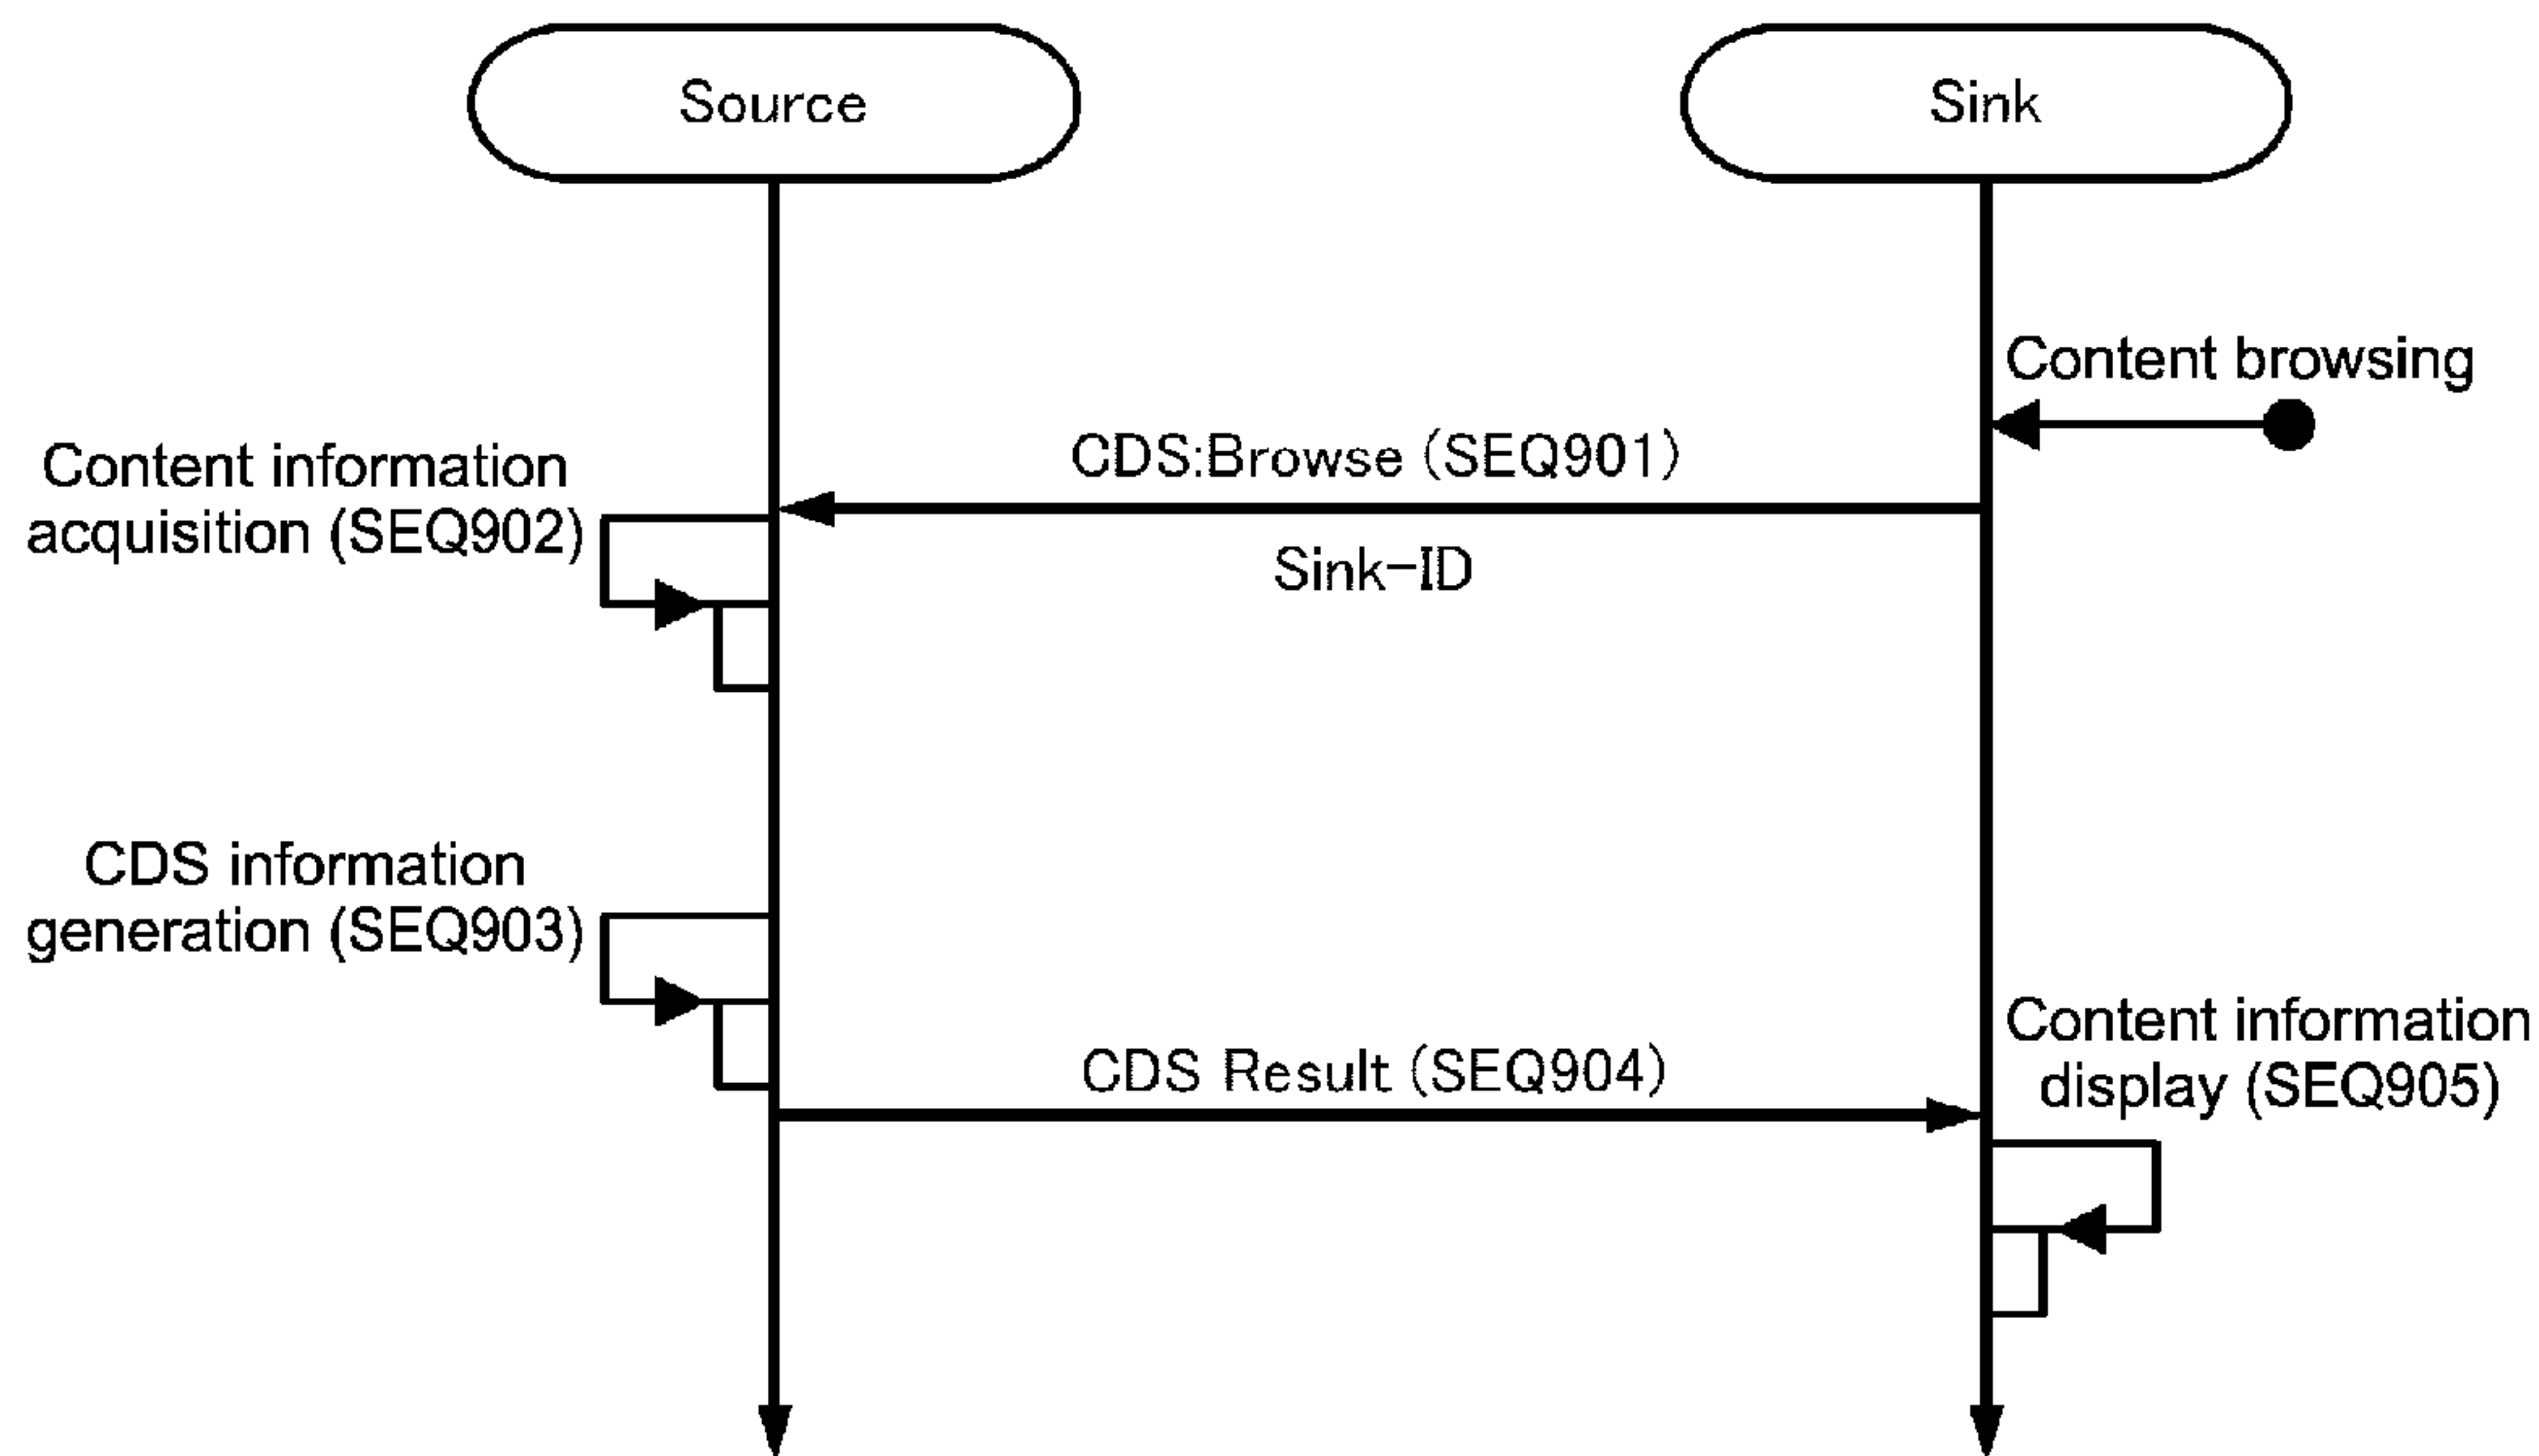 Source
Sink
Content browsing
CDS:Browse (SEQ901)
Sink-ID
Content information
acquisition (SEQ902)
CDS information
generation (SEQ903)
CDS Result (SEQ904)
Content information
display (SEQ905)